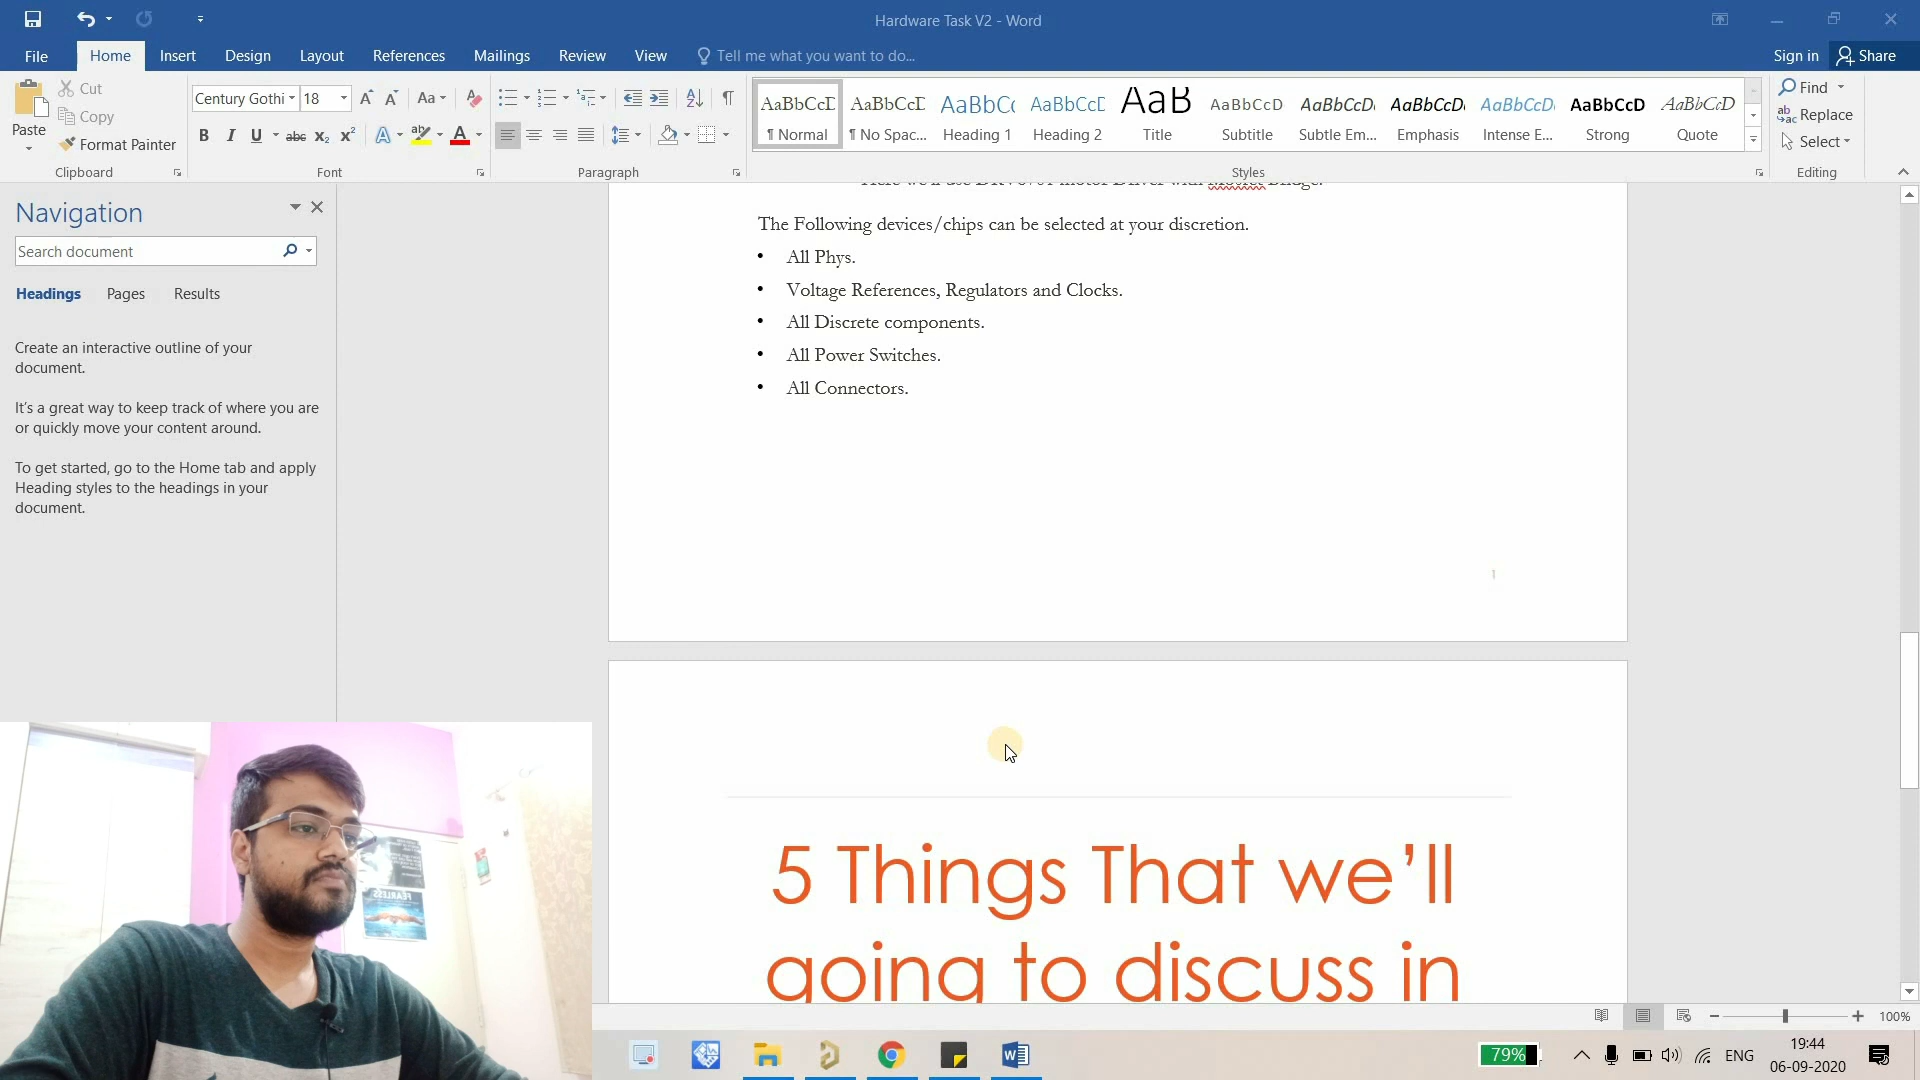 Hardware Task V2 - Word
File Home Insert Design Layout References Mailings Review View Tell me what you want to do... Sign in Share
Paste
Cut
Copy
Format Painter
Clipboard
Century Gothi 18
Font
Paragraph
AaBbCcD AaBbCcD AaBbCc AaBbCcD AaB AaBbCcD AaBbCcD AaBbCcD AaBbCcD AaBbCcD AaBbCcD
¶ Normal ¶ No Spac... Heading 1 Heading 2 Title Subtitle Subtle Em... Emphasis Intense E... Strong Quote
Styles
Find
Replace
Select
Editing
Navigation
Search document
Headings Pages Results
Create an interactive outline of your
document.
It's a great way to keep track of where you are
or quickly move your content around.
To get started, go to the Home tab and apply
Heading styles to the headings in your
document.
The Following devices/chips can be selected at your discretion.
• All Phys.
• Voltage References, Regulators and Clocks.
• All Discrete components.
• All Power Switches.
• All Connectors.
1
5 Things That we'll
going to discuss in
FEARLESS
100%
79%
ENG
19:44
06-09-2020